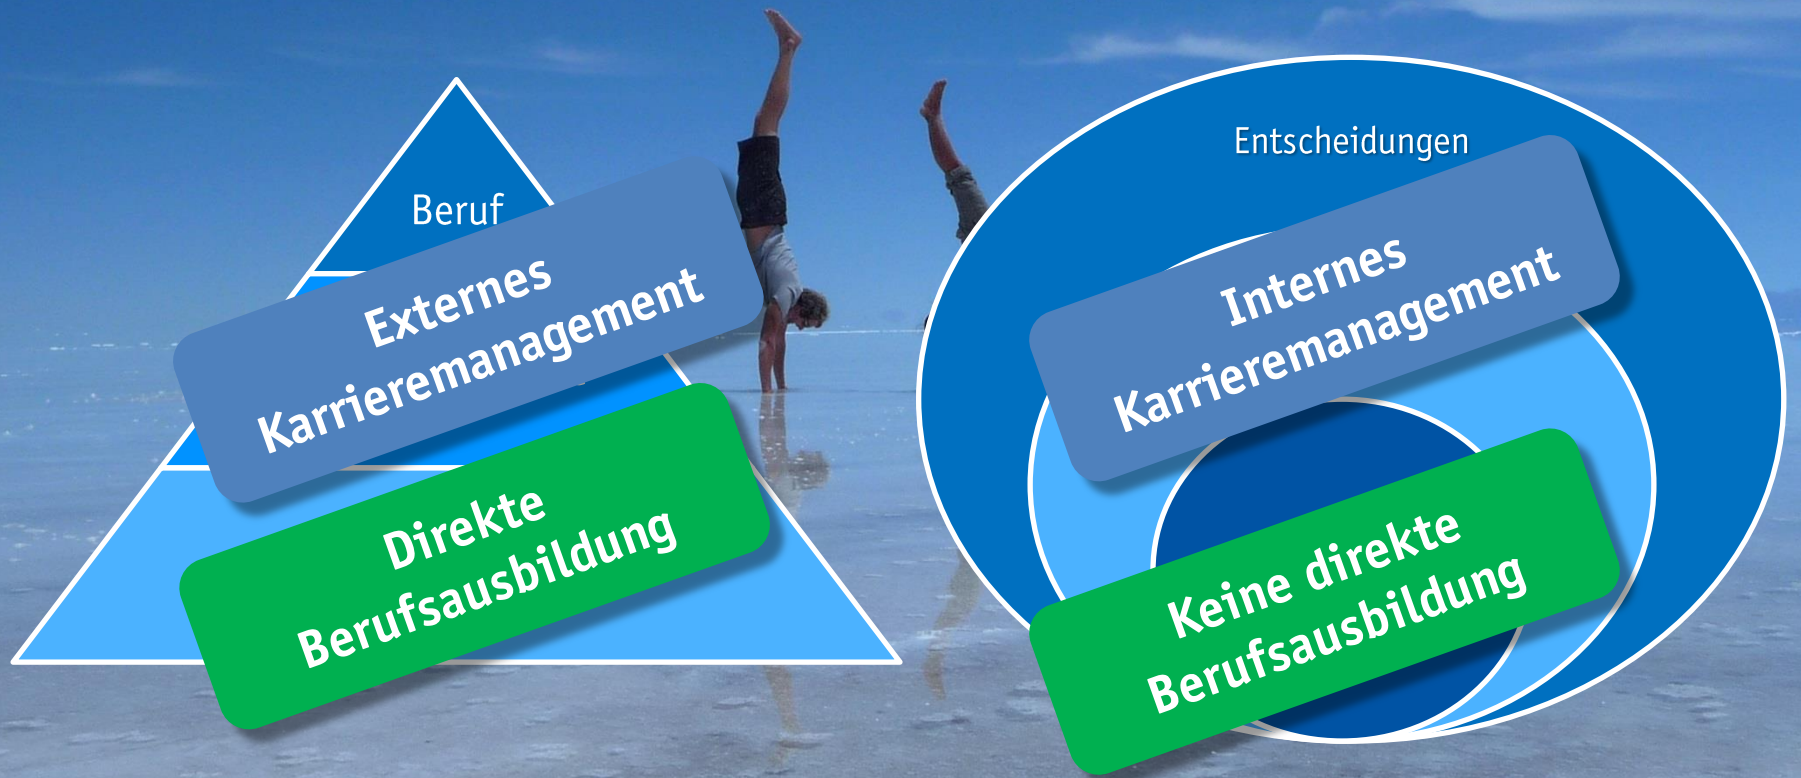 Beruf
Externes
Karrieremanagement
Direkte
Berufsausbildung
Entscheidungen
Internes
Karrieremanagement
Keine direkte
Berufsausbildung